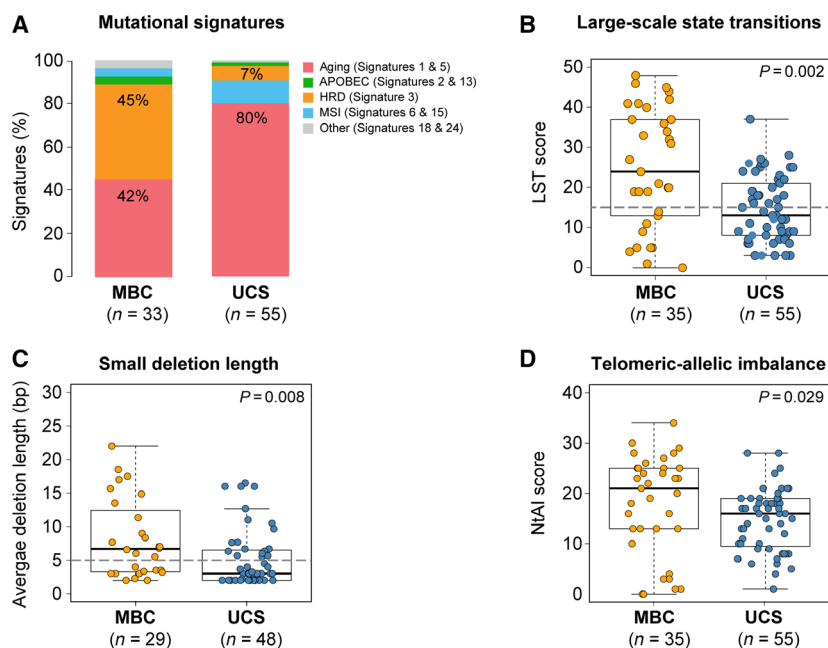 A Mutational signatures
Signatures (%)
100
80
60
40
20
0
45%
42%
7%
80%
MBC
(n = 33)
UCS
(n = 55)
Aging (Signatures 1 & 5)
APOBEC (Signatures 2 & 13)
HRD (Signature 3)
MSI (Signatures 6 & 15)
Other (Signatures 18 & 24)
B Large-scale state transitions
P = 0.002
LST score
50
40
30
20
10
0
MBC
(n = 35)
UCS
(n = 55)
C Small deletion length
P = 0.008
Avergae deletion length (bp)
30
25
20
15
10
5
0
MBC
(n = 29)
UCS
(n = 48)
D Telomeric-allelic imbalance
P = 0.029
NtAI score
40
30
20
10
0
MBC
(n = 35)
UCS
(n = 55)